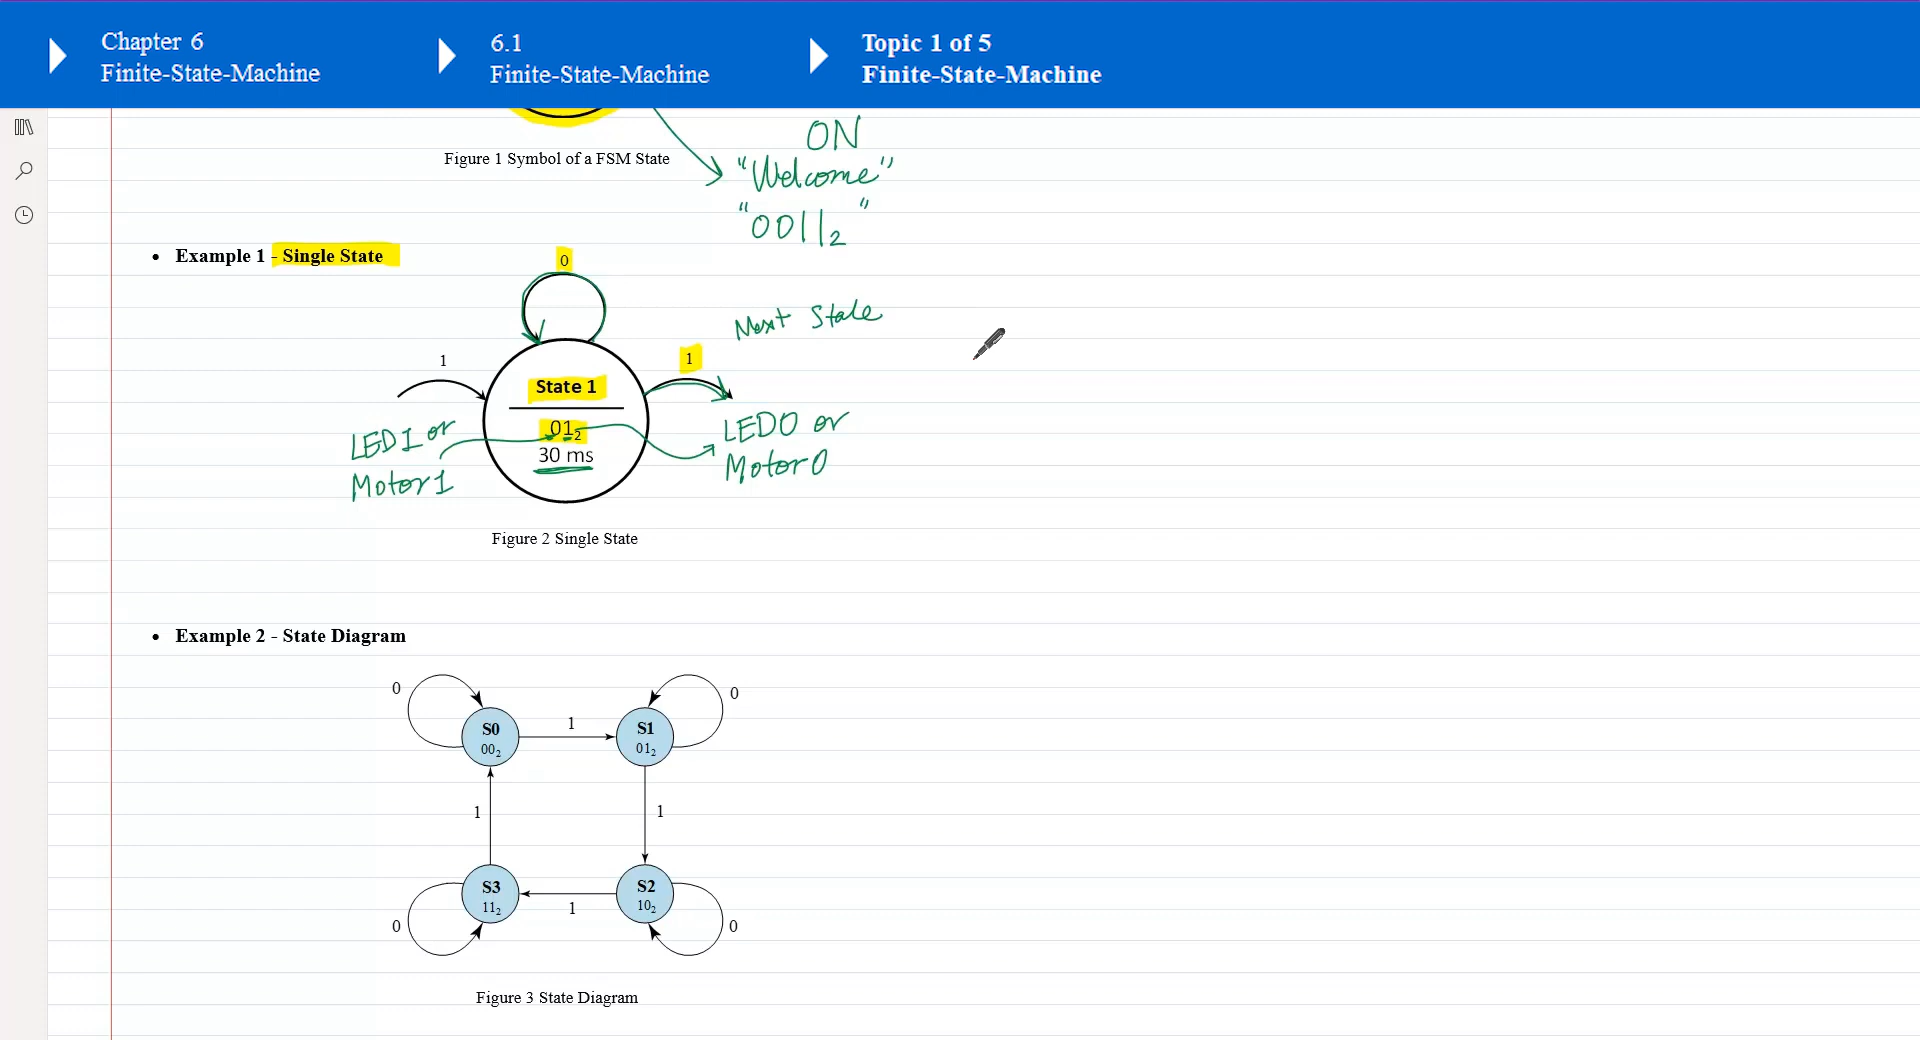 Chapter 6
Finite-State-Machine
6.1
Finite-State-Machine
Topic 1 of 5
Finite-State-Machine
ON
"Welcome"
"0011₂"
Figure 1 Symbol of a FSM State
• Example 1 - Single State
0
Next State
1
1
State 1
01₂
30 ms
LED1 or
Motor1
LED0 or
Motor0
Figure 2 Single State
• Example 2 - State Diagram
0
0
S0
00₂
1
S1
01₂
1
1
S3
11₂
1
S2
10₂
0
0
Figure 3 State Diagram